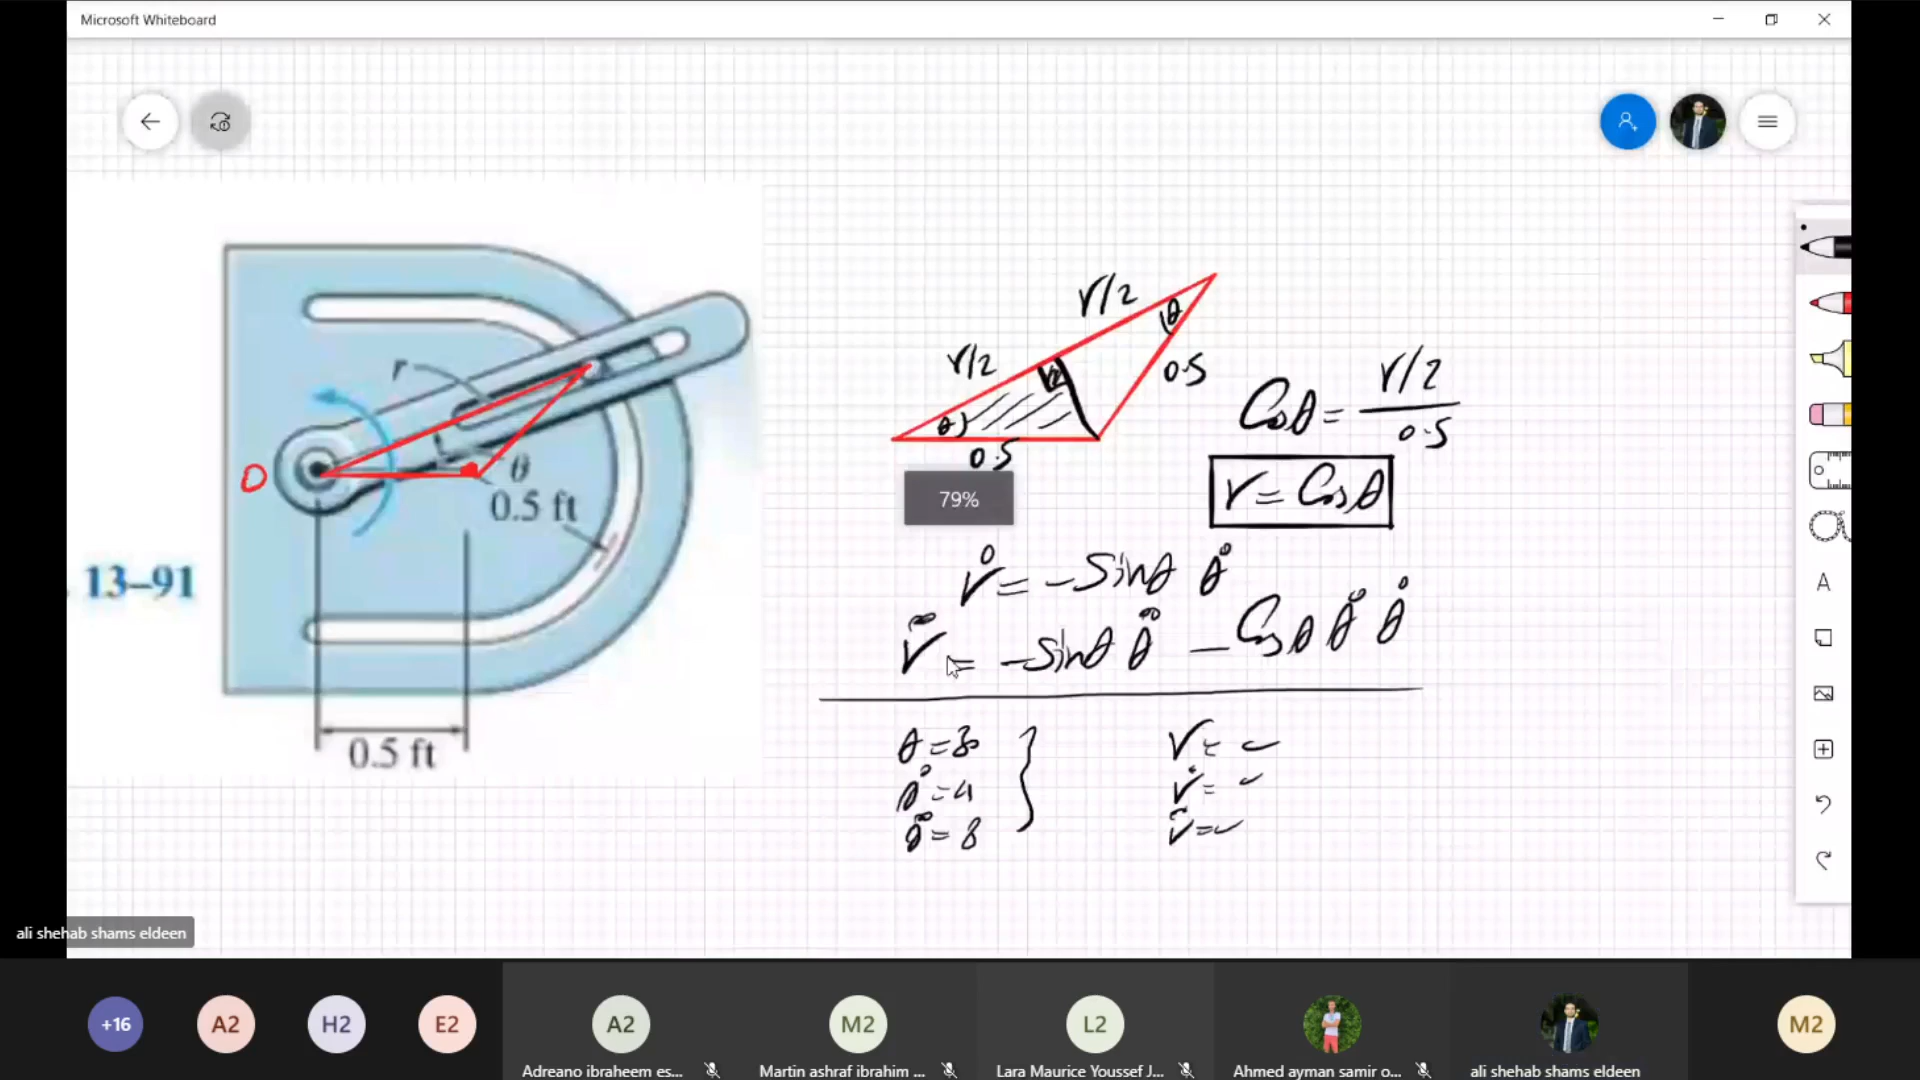 Microsoft Whiteboard
r
O
θ
0.5 ft
13–91
0.5 ft
r/2
r/2
θ
0.5
θ
0.5
79%
Cosθ = r/2 / 0.5
r = Cosθ
ṙ = -Sinθ θ̇
r̈ = -Sinθ θ̈ - Cosθ θ̇ θ̇
θ = 30
θ̇ = 4
θ̈ = 8
r = ✓
ṙ = ✓
r̈ = ✓
A
ali shehab shams eldeen
+16
A2
H2
E2
A2
M2
L2
M2
Adreano ibraheem es...
Martin ashraf ibrahim ...
Lara Maurice Youssef J...
Ahmed ayman samir o...
ali shehab shams eldeen